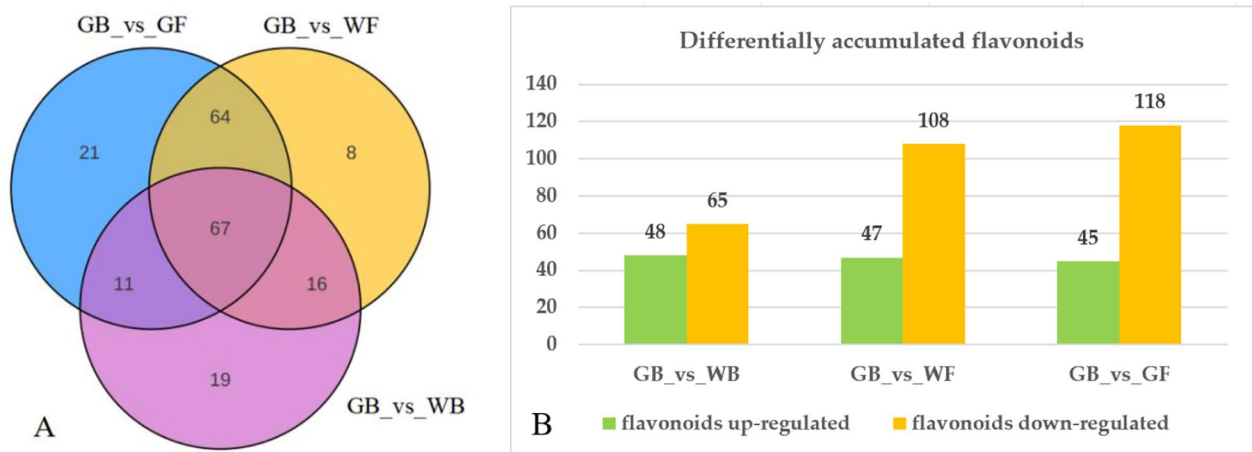 GB_vs_GF GB_vs_WF
64
21 8
67
11 16
19
GB_vs_WB
A
Differentially accumulated flavonoids
140
120
100
80
60
40
20
0
48 65
47 108
45 118
GB_vs_WB GB_vs_WF GB_vs_GF
flavonoids up-regulated flavonoids down-regulated
B